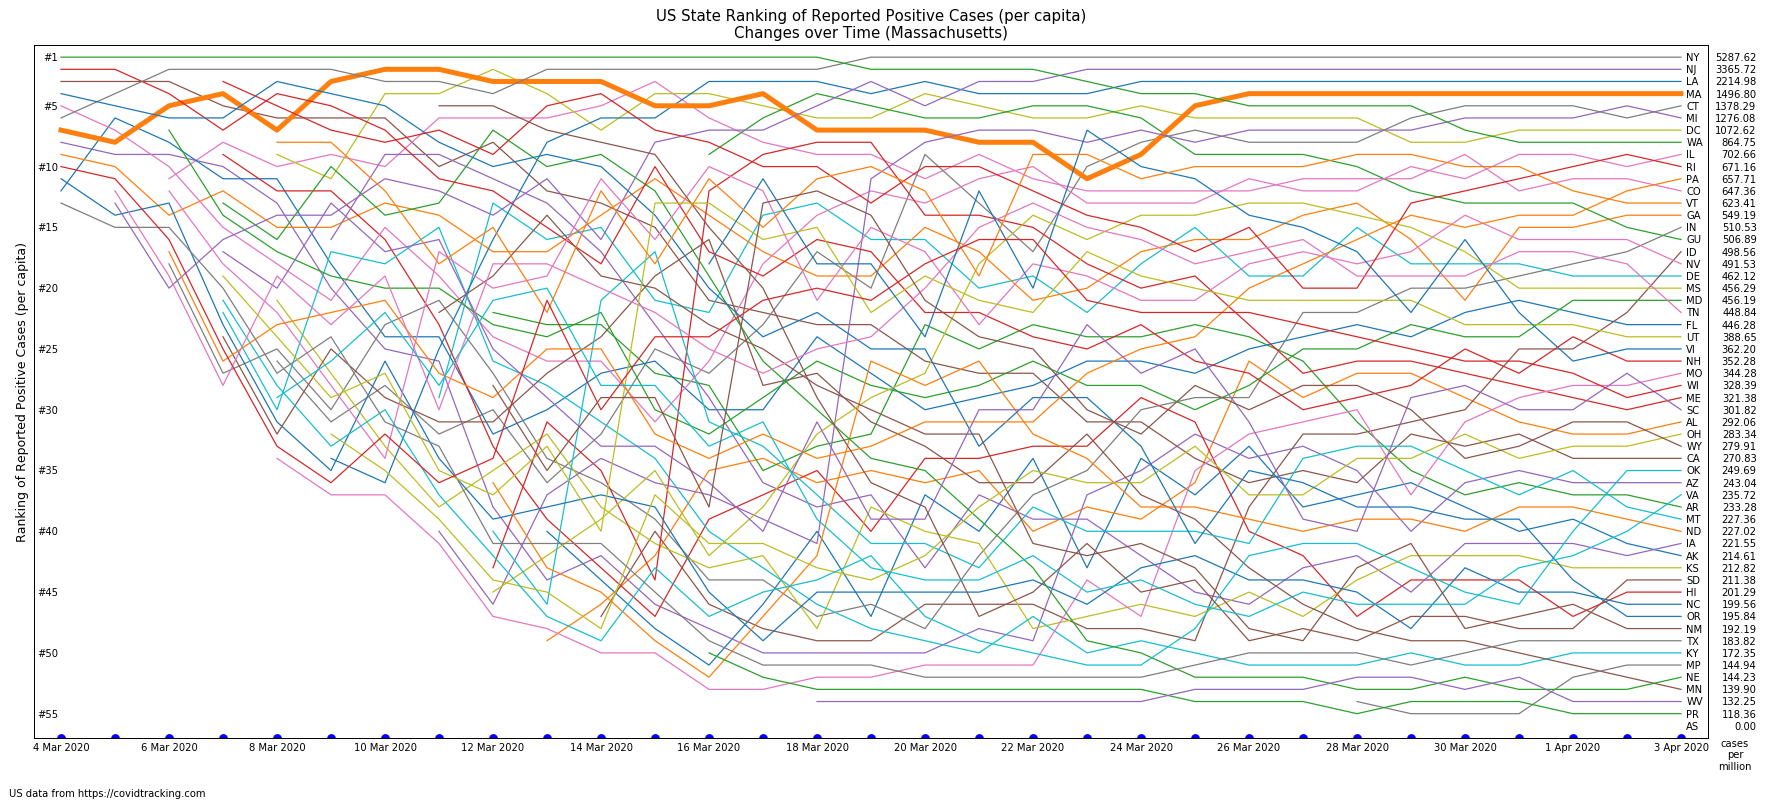 US State Ranking of Reported Positive Cases (per capita)
Changes over Time (Massachusetts)
Ranking of Reported Positive Cases (per capita)
#1
#5
#10
#15
#20
#25
#30
#35
#40
#45
#50
#55
NY 5287.62
NJ 3365.72
LA 2214.98
MA 1496.80
CT 1378.29
MI 1276.08
DC 1072.62
WA 864.75
IL 702.66
RI 671.16
PA 657.71
CO 647.36
VT 623.41
GA 549.19
IN 510.53
GU 506.89
ID 498.56
NV 491.53
DE 462.12
MS 456.29
MD 456.19
TN 448.84
FL 446.28
UT 388.65
VI 362.20
NH 352.28
MO 344.28
WI 328.39
ME 321.38
SC 301.82
AL 292.06
OH 283.34
WY 279.91
CA 270.83
OK 249.69
AZ 243.04
VA 235.72
AR 233.28
MT 227.36
ND 227.02
IA 221.55
AK 214.61
KS 212.82
SD 211.38
HI 201.29
NC 199.56
OR 195.84
NM 192.19
TX 183.82
KY 172.35
MP 144.94
NE 144.23
MN 139.90
WV 132.25
PR 118.36
AS 0.00
4 Mar 2020 6 Mar 2020 8 Mar 2020 10 Mar 2020 12 Mar 2020 14 Mar 2020 16 Mar 2020 18 Mar 2020 20 Mar 2020 22 Mar 2020 24 Mar 2020 26 Mar 2020 28 Mar 2020 30 Mar 2020 1 Apr 2020 3 Apr 2020
cases
per
million
US data from https://covidtracking.com